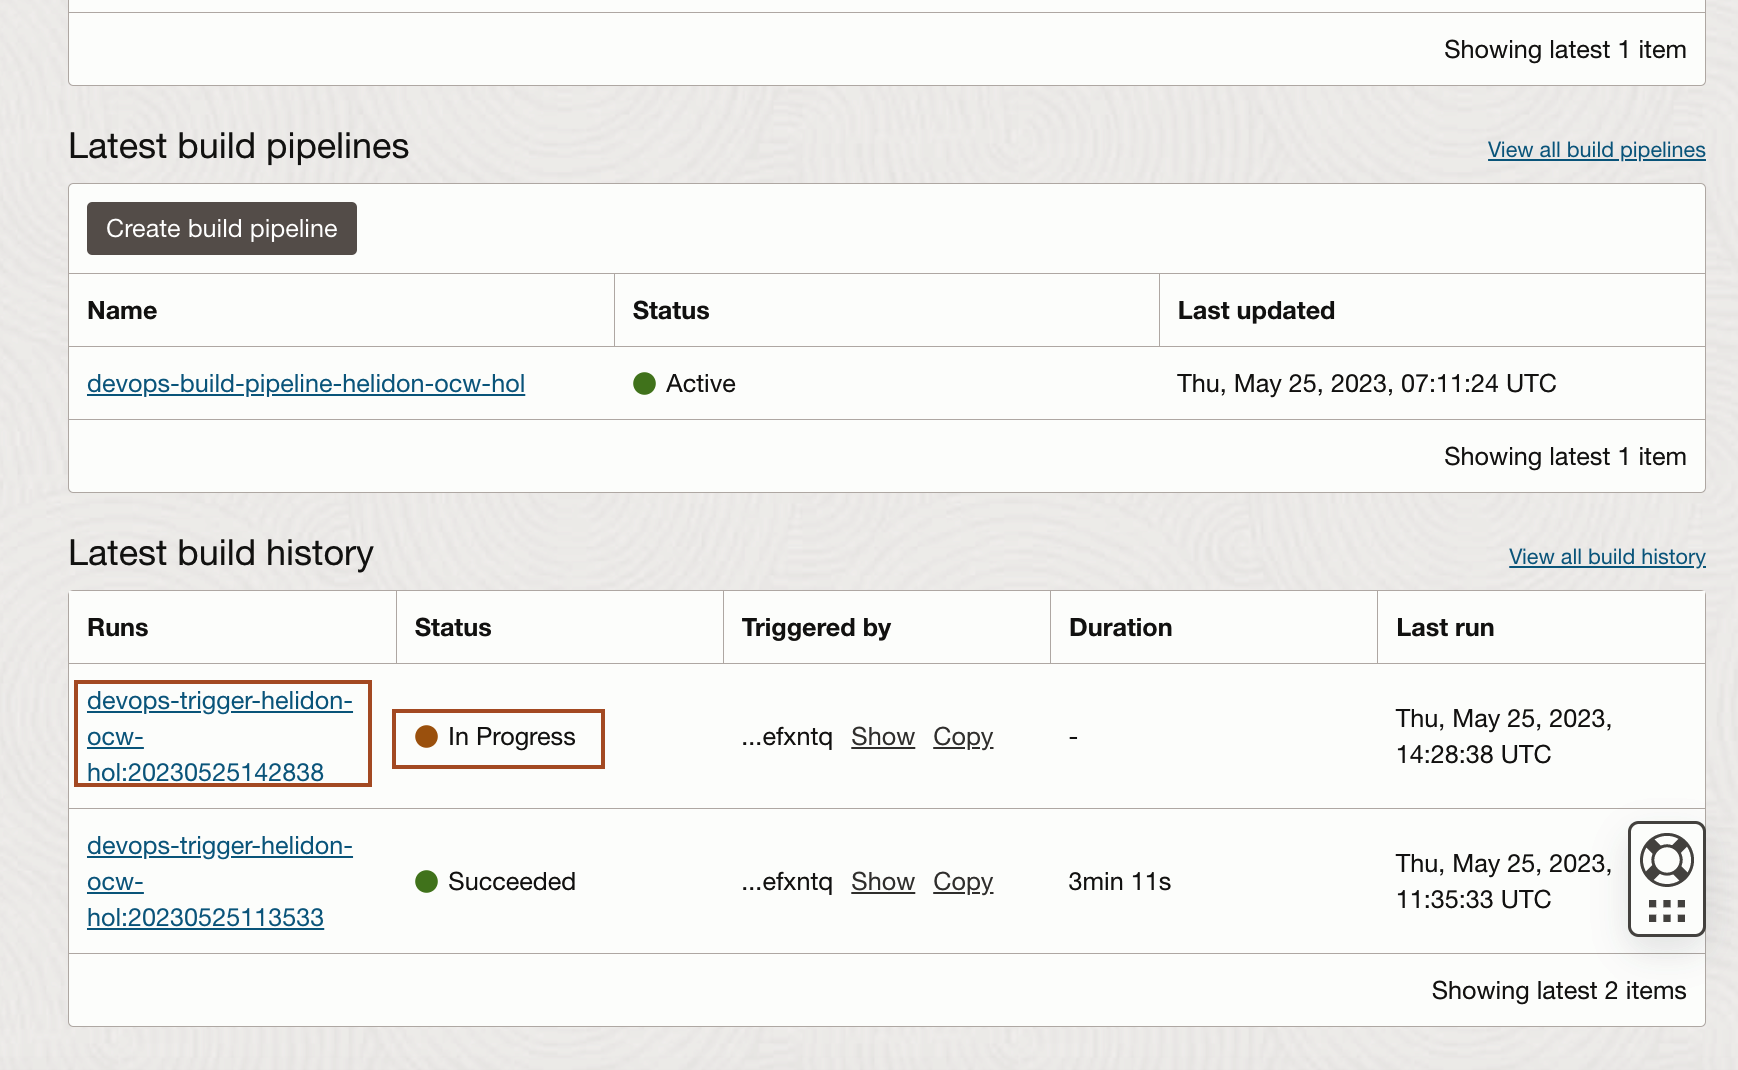 Showing latest 1 item
Latest build pipelines
View all build pipelines
Create build pipeline
Name Status Last updated
devops-build-pipeline-helidon-ocw-hol Active Thu, May 25, 2023, 07:11:24 UTC
Showing latest 1 item
Latest build history
View all build history
Runs Status Triggered by Duration Last run
devops-trigger-helidon-
ocw-
hol:20230525142838
In Progress
...efxntq Show Copy
-
Thu, May 25, 2023,
14:28:38 UTC
devops-trigger-helidon-
ocw-
hol:20230525113533
Succeeded
...efxntq Show Copy
3min 11s
Thu, May 25, 2023,
11:35:33 UTC
Showing latest 2 items